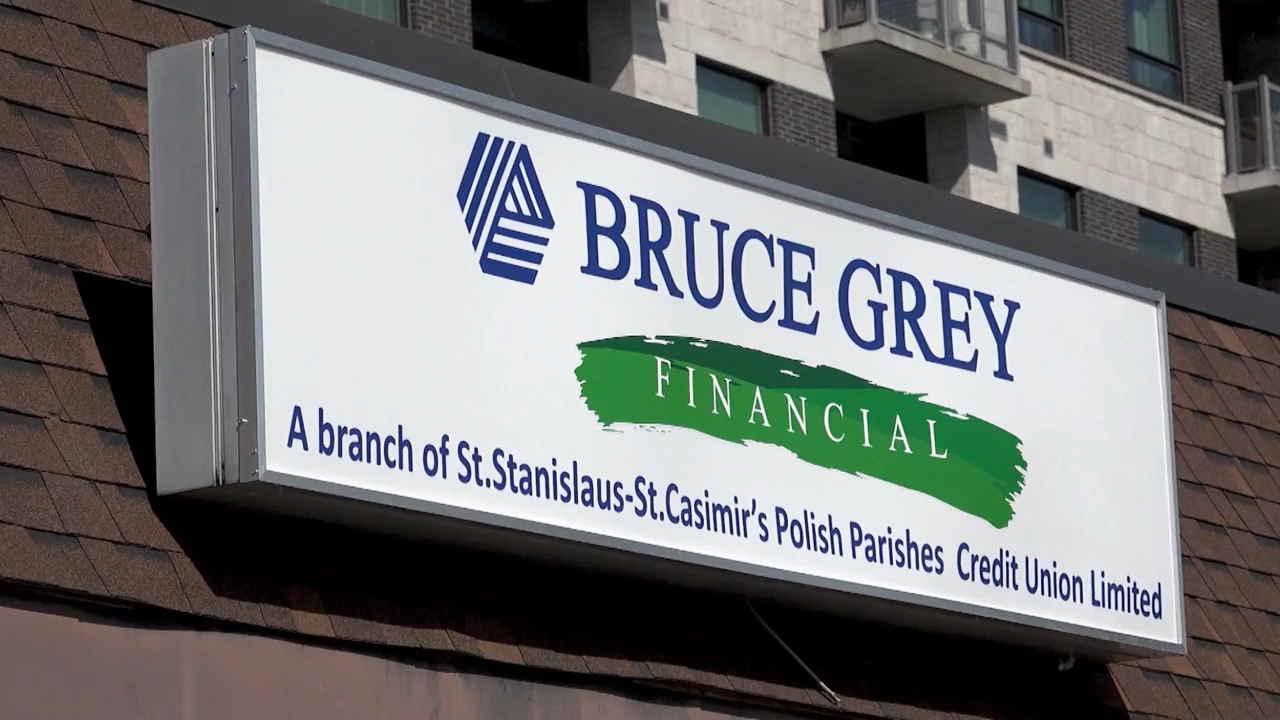 BRUCE GREY
FINANCIAL
A branch of St.Stanislaus-St.Casimir's Polish Parishes Credit Union Limited